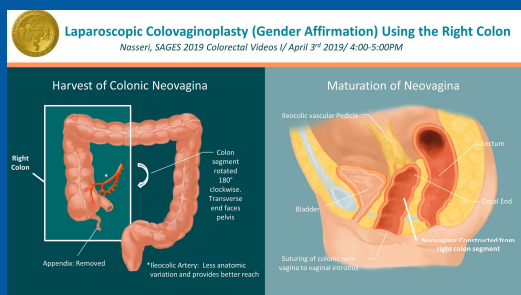 Laparoscopic Colovaginoplasty (Gender Affirmation) Using the Right Colon
Nasseri, SAGES 2019 Colorectal Videos I/ April 3rd 2019/ 4:00-5:00PM
Harvest of Colonic Neovagina
Right
Colon
Colon
segment
rotated
180°
clockwise.
Transverse
end faces
pelvis
*
Appendix: Removed
*Ileocolic Artery: Less anatomic
variation and provides better reach
Maturation of Neovagina
Ileocolic vascular Pedicle
Rectum
Cecal End
Bladder
Neovagina: Constructed from
right colon segment
Suturing of colonic neo-
vagina to vaginal introitus